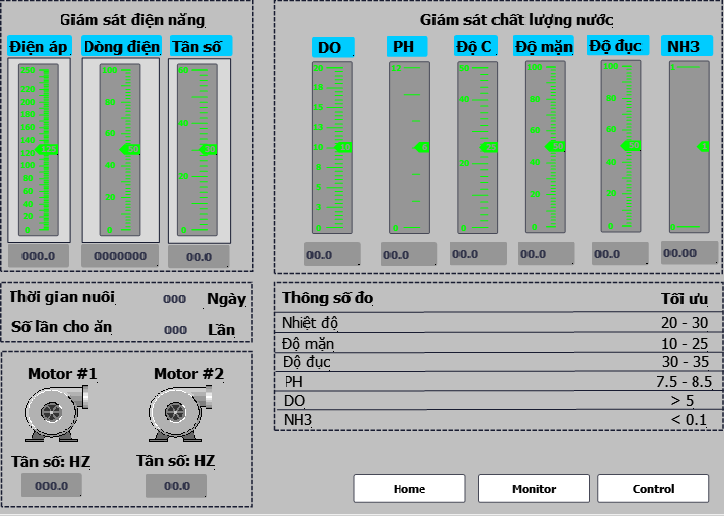 Giám sát điện năng
Điện áp Dòng điện Tần số
000.0 0000000 00.0
Giám sát chất lượng nước
DO PH Độ C Độ mặn Độ đục NH3
00.0 00.0 00.0 00.0 00.0 00.00
Thời gian nuôi 000 Ngày
Số lần cho ăn 000 Lần
Motor #1 Motor #2
Tần số: HZ Tần số: HZ
000.0 00.0
Thông số đo Tối ưu
Nhiệt độ 20 - 30
Độ mặn 10 - 25
Độ đục 30 - 35
PH 7.5 - 8.5
DO > 5
NH3 < 0.1
Home Monitor Control